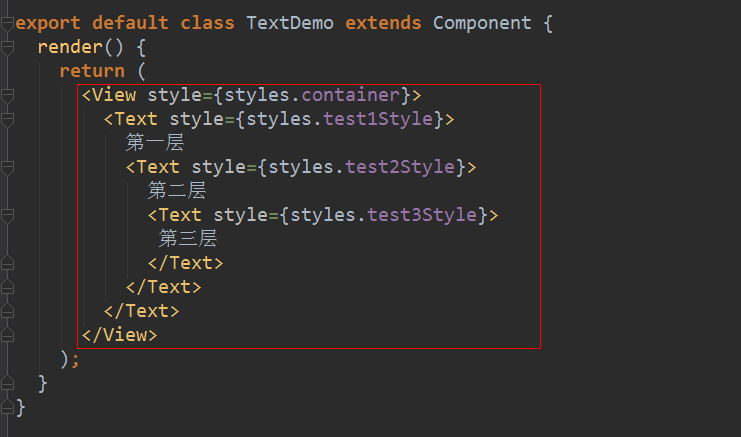 export default class TextDemo extends Component {
  render() {
    return (
      <View style={styles.container}>
        <Text style={styles.test1Style}>
          第一层
          <Text style={styles.test2Style}>
            第二层
            <Text style={styles.test3Style}>
             第三层
            </Text>
          </Text>
        </Text>
      </View>
    );
  }
}